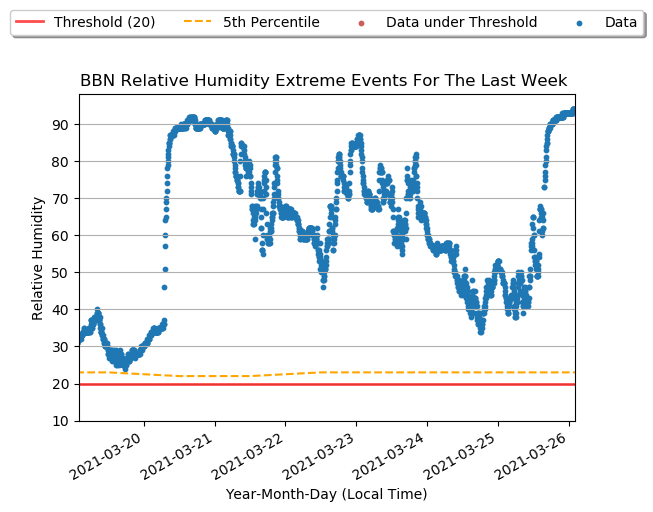 Threshold (20) 5th Percentile Data under Threshold Data
BBN Relative Humidity Extreme Events For The Last Week
90
80
70
60
50
40
30
20
10
Relative Humidity
2021-03-20 2021-03-21 2021-03-22 2021-03-23 2021-03-24 2021-03-25 2021-03-26
Year-Month-Day (Local Time)